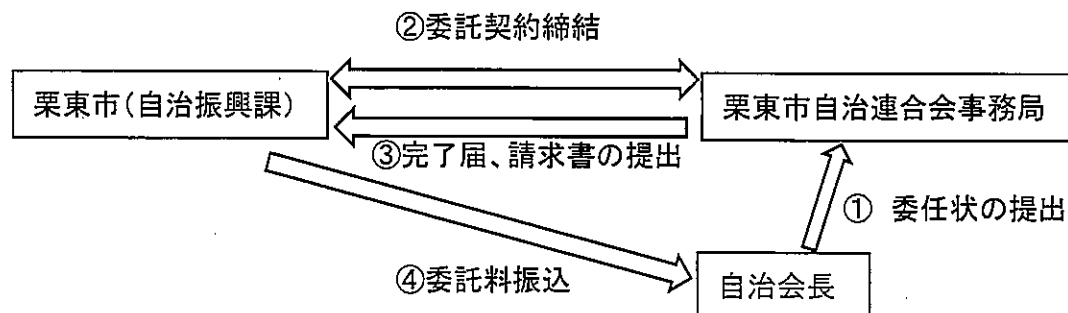 ②委託契約締結
栗東市(自治振興課)
栗東市自治連合会事務局
③完了届、請求書の提出
① 委任状の提出
④委託料振込
自治会長